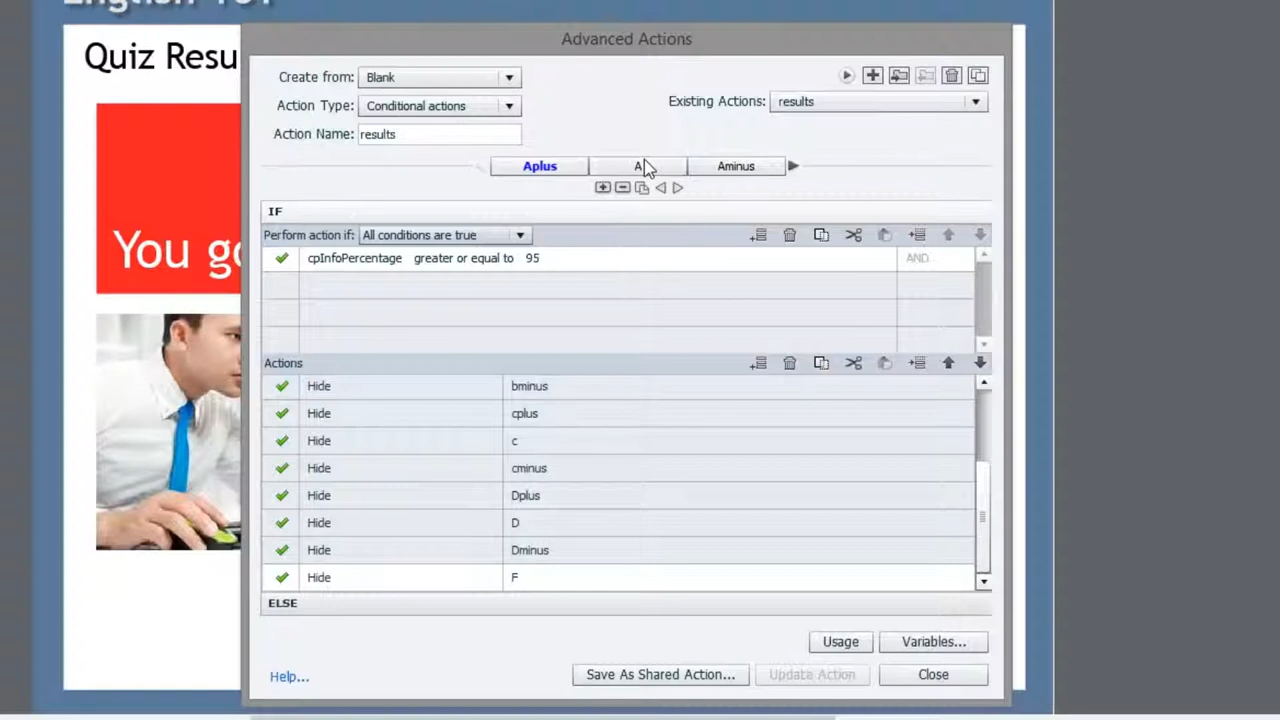 Advanced Actions
Quiz Resu
Create from: Blank
Action Type: Conditional actions
Existing Actions: results
Action Name: results
Aplus A Aminus
IF
Perform action if: All conditions are true
cpInfoPercentage greater or equal to 95 AND
You go
Actions
Hide bminus
Hide cplus
Hide c
Hide cminus
Hide Dplus
Hide D
Hide Dminus
Hide F
ELSE
Usage Variables...
Help... Save As Shared Action... Update Action Close